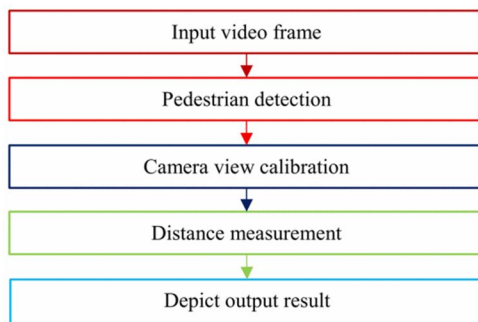 Input video frame
Pedestrian detection
Camera view calibration
Distance measurement
Depict output result